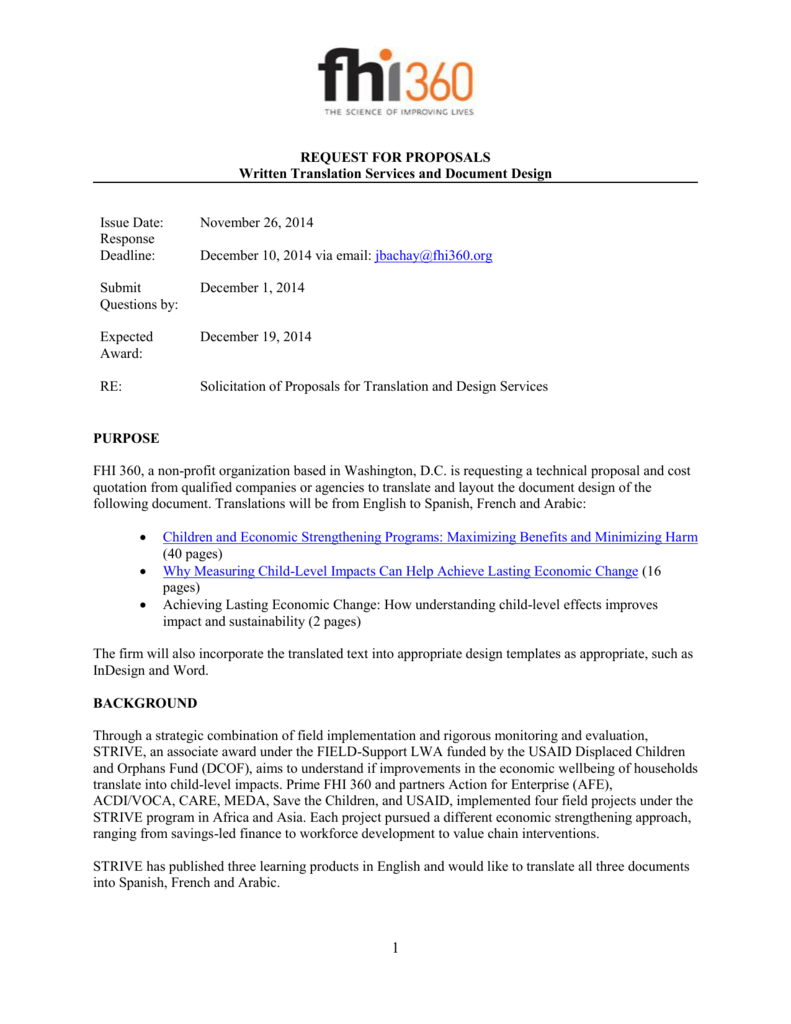 fhi360
THE SCIENCE OF IMPROVING LIVES
REQUEST FOR PROPOSALS
Written Translation Services and Document Design
Issue Date: November 26, 2014
Response
Deadline: December 10, 2014 via email: jbachay@fhi360.org
Submit December 1, 2014
Questions by:
Expected December 19, 2014
Award:
RE: Solicitation of Proposals for Translation and Design Services
PURPOSE
FHI 360, a non-profit organization based in Washington, D.C. is requesting a technical proposal and cost
quotation from qualified companies or agencies to translate and layout the document design of the
following document. Translations will be from English to Spanish, French and Arabic:
• Children and Economic Strengthening Programs: Maximizing Benefits and Minimizing Harm
(40 pages)
• Why Measuring Child-Level Impacts Can Help Achieve Lasting Economic Change (16
pages)
• Achieving Lasting Economic Change: How understanding child-level effects improves
impact and sustainability (2 pages)
The firm will also incorporate the translated text into appropriate design templates as appropriate, such as
InDesign and Word.
BACKGROUND
Through a strategic combination of field implementation and rigorous monitoring and evaluation,
STRIVE, an associate award under the FIELD-Support LWA funded by the USAID Displaced Children
and Orphans Fund (DCOF), aims to understand if improvements in the economic wellbeing of households
translate into child-level impacts. Prime FHI 360 and partners Action for Enterprise (AFE),
ACDI/VOCA, CARE, MEDA, Save the Children, and USAID, implemented four field projects under the
STRIVE program in Africa and Asia. Each project pursued a different economic strengthening approach,
ranging from savings-led finance to workforce development to value chain interventions.
STRIVE has published three learning products in English and would like to translate all three documents
into Spanish, French and Arabic.
1